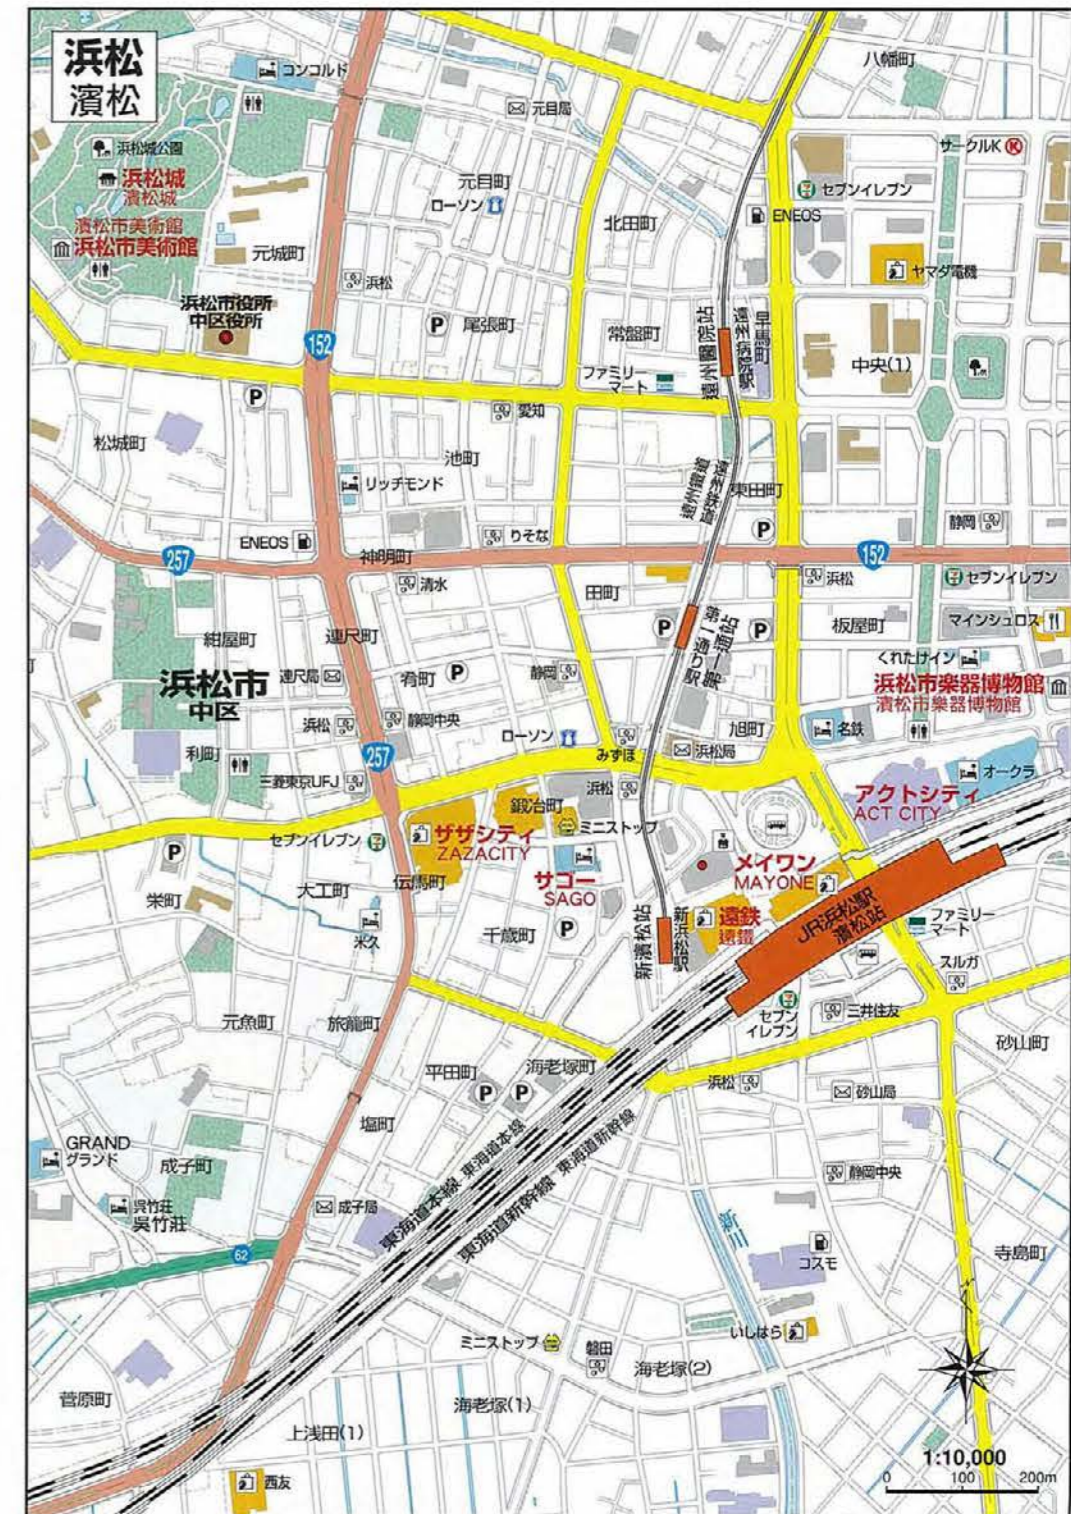 浜松
濱松
コンコルド
元目局
八幡町
浜松城公園
浜松城
濱松城
濱松市美術館
浜松市美術館
元目町
ローソン
北田町
サークルK
セブンイレブン
ENEOS
元城町
浜松
ヤマダ電機
浜松市役所
中区役所
尾張町
P
152
常盤町
遠州醫院站
遠州病院駅
中央(1)
ファミリー
マート
P
愛知
松城町
池町
リッチモンド
遠州鐵道
遠州鉄道
東田町
P
静岡
りそな
ENEOS
257
神明町
152
清水
浜松
セブンイレブン
田町
紺屋町
連尺町
P
第一通り駅
第一通站
P
板屋町
マインシュロス
くれたけイン
浜松市
中区
連尺局
肴町
P
静岡
浜松市楽器博物館
濱松市樂器博物館
浜松
静岡中央
ローソン
旭町
名鉄
利町
257
みずほ
浜松局
三菱東京UFJ
浜松
オークラ
鍛冶町
ミニストップ
アクトシティ
ACT CITY
ザザシティ
ZAZACITY
セブンイレブン
P
サゴー
SAGO
メイワン
MAYONE
栄町
大工町
伝馬町
米久
千歳町
P
新濱松站
新浜松駅
遠鉄
遠鐵
JR浜松駅
濱松站
ファミリー
マート
スルガ
セブン
イレブン
三井住友
元魚町
旅籠町
砂山町
平田町
海老塚町
P
P
浜松
砂山局
塩町
GRAND
グランド
成子町
東海道本線 東海道本線
東海道新幹線 東海道新幹線
静岡中央
呉竹荘
吳竹莊
成子局
62
コスモ
寺島町
ミニストップ
磐田
いしはら
海老塚(2)
菅原町
海老塚(1)
上浅田(1)
西友
1:10,000
0 100 200m